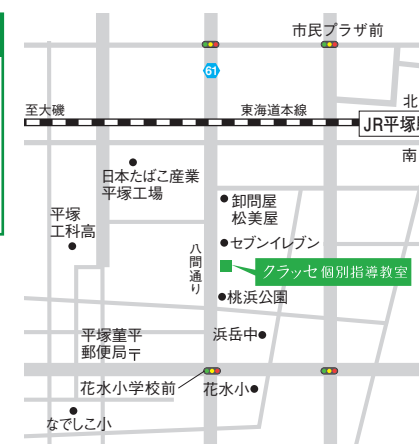 市民プラザ前
61
至大磯
東海道本線
北
JR平塚
南
日本たばこ産業
平塚工場
卸問屋
松美屋
平塚
工科高
セブンイレブン
八間通り
クラッセ個別指導教室
桃浜公園
平塚菫平
郵便局〒
浜岳中
花水小学校前
花水小
なでしこ小